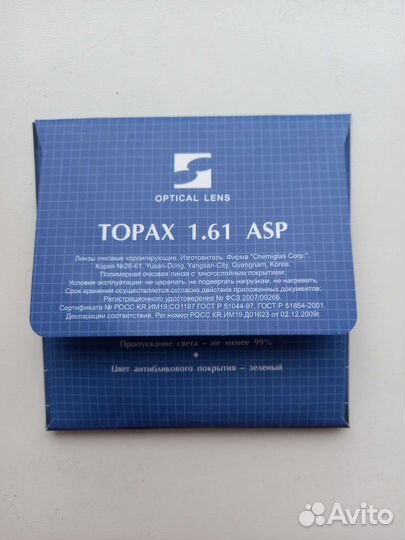 OPTICAL LENS
TOPAX 1.61 ASP
Линзы очковые корригирующие. Изготовитель: Фирма "Chemiglas Corp.",
Корея №26-61, Yusan-Dong, Yangsan-City, Gyengnam, Korea.
Полимерная очковая линза с многослойным покрытием.
Условия эксплуатации: не царапать, не подвергать нагрузкам, не нагревать.
Срок хранения осуществляется согласно действия приложенных документов:
Регистрационного удостоверения № ФСЗ 2007/00266.
Сертификата № РОСС KR.ИМ19.СО1197 ГОСТ Р 51044-97, ГОСТ Р 51854-2001.
Декларации соответствия. Рег.номер РОСС KR.ИМ19.Д01623 от 02.12.2009г.
Пропускание света – не менее 99%
Цвет антибликового покрытия – зеленый
Avito